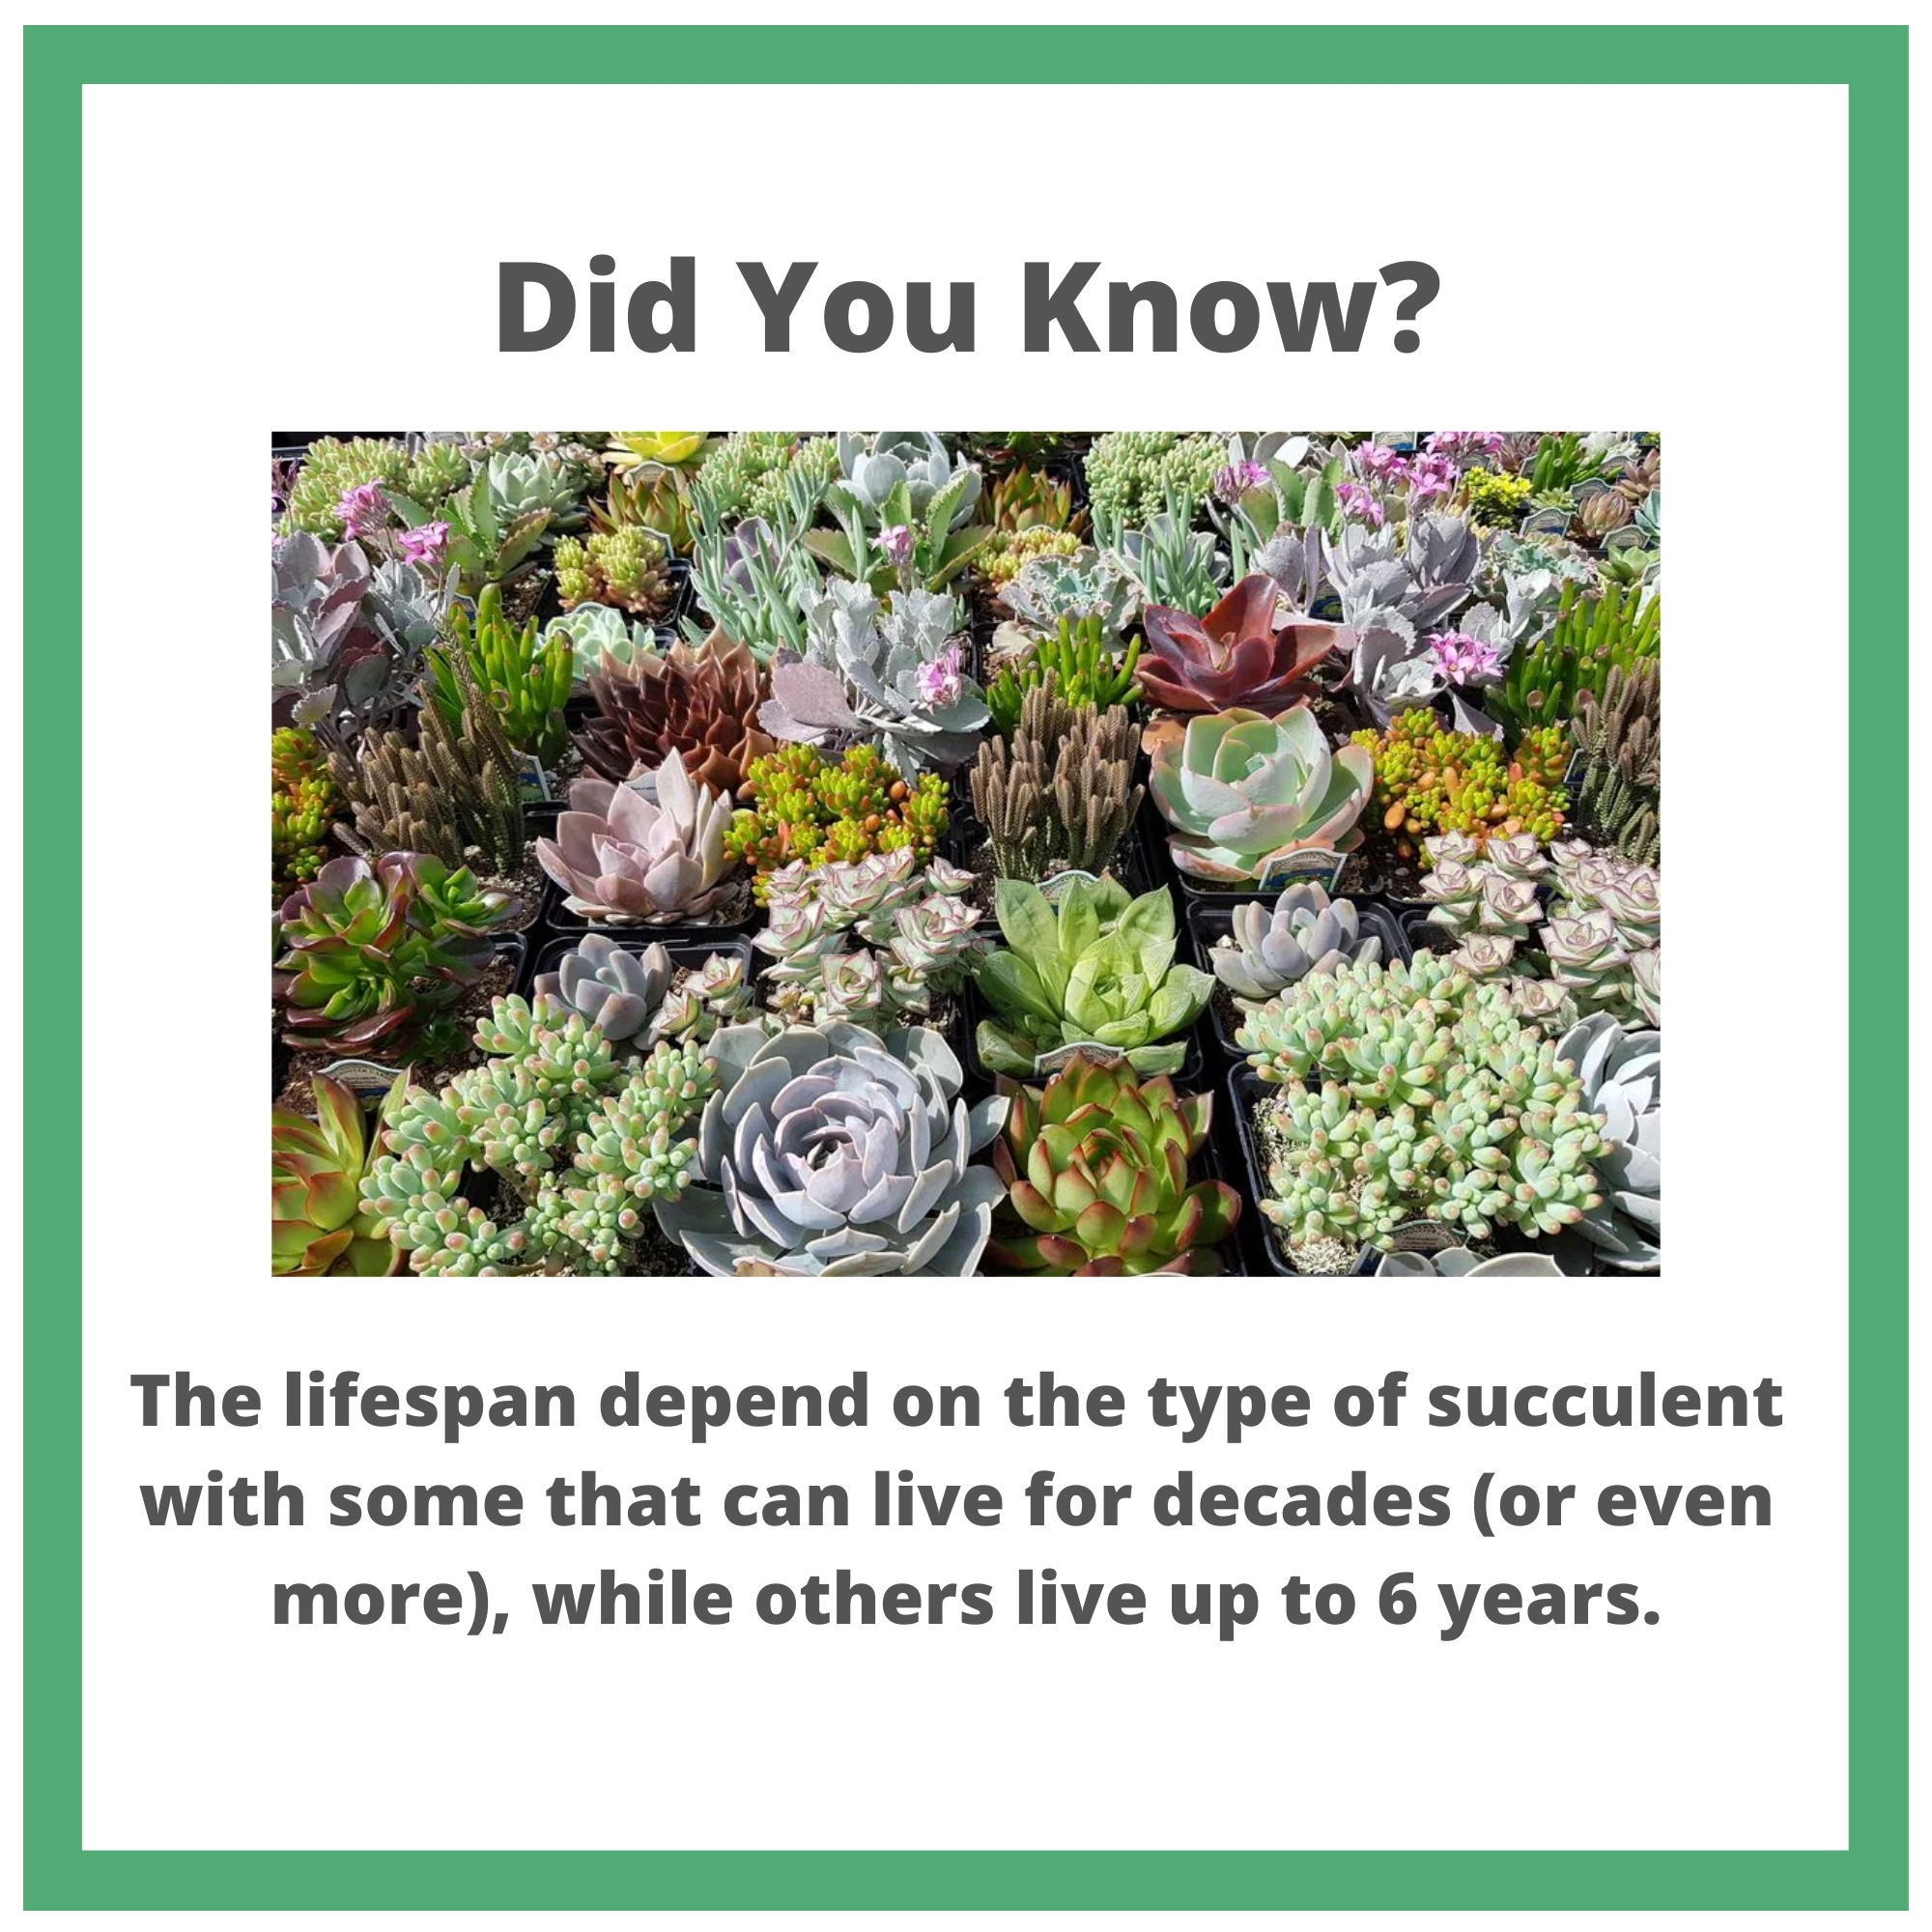 Did You Know?
The lifespan depend on the type of succulent
with some that can live for decades (or even
more), while others live up to 6 years.